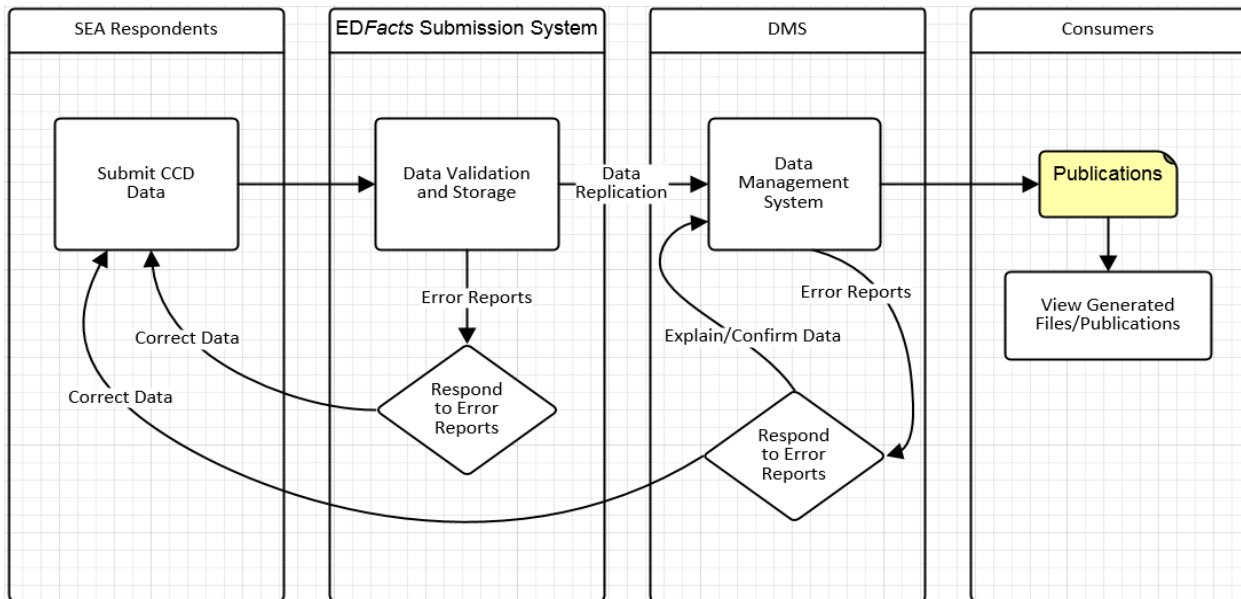 SEA Respondents
EDFacts Submission System
DMS
Consumers
Submit CCD
Data
Data Validation
and Storage
Data
Replication
Data
Management
System
Publications
View Generated
Files/Publications
Error Reports
Error Reports
Correct Data
Explain/Confirm Data
Correct Data
Respond
to Error
Reports
Respond
to Error
Reports